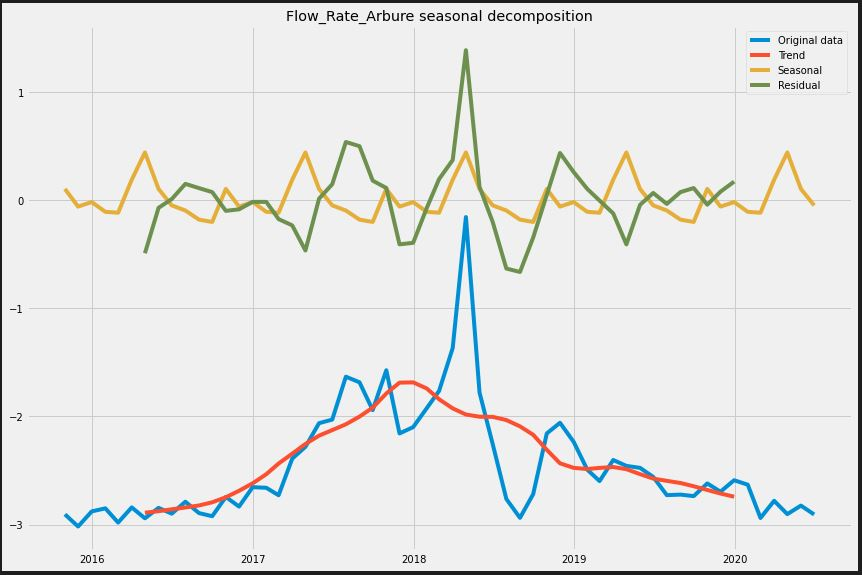 Flow_Rate_Arbure seasonal decomposition
Original data
Trend
Seasonal
Residual
1
0
−1
−2
−3
2016 2017 2018 2019 2020